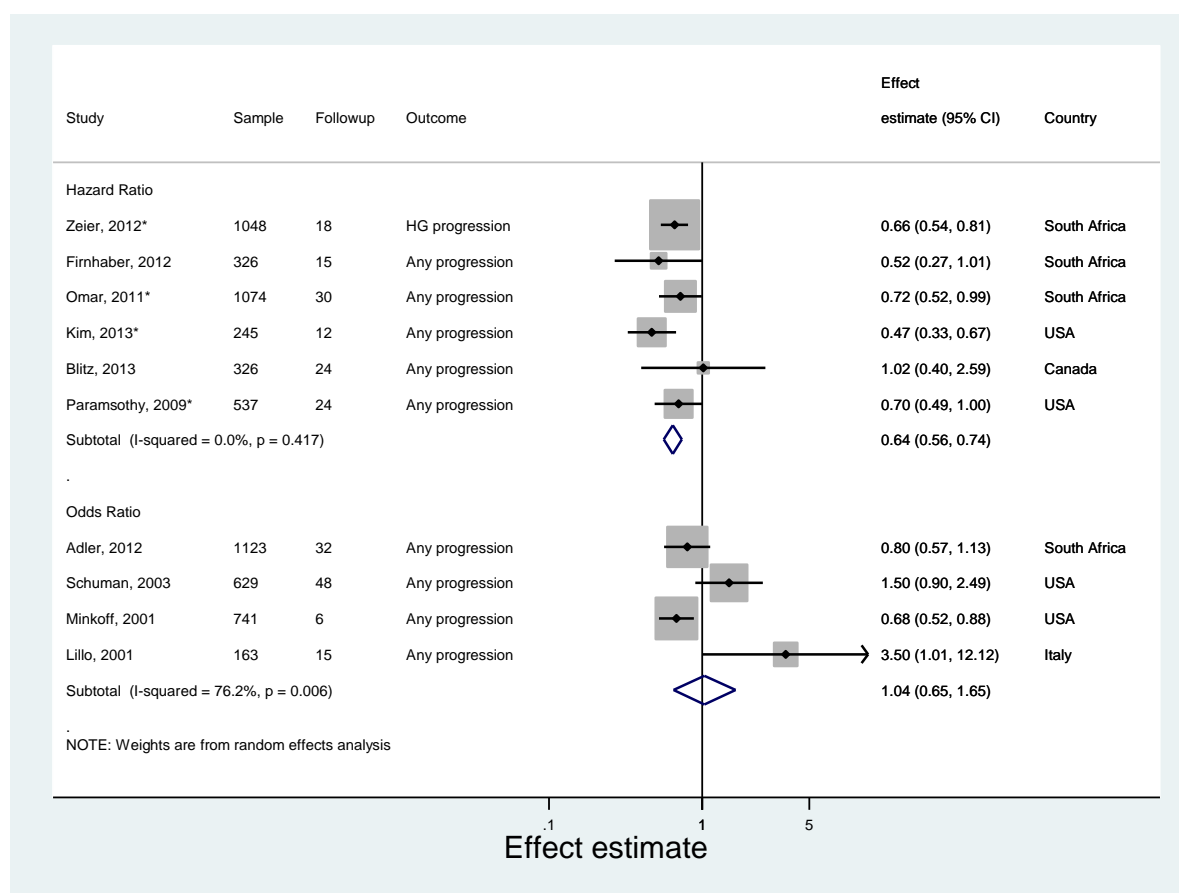 Effect
Study Sample Followup Outcome estimate (95% CI) Country
Hazard Ratio
Zeier, 2012* 1048 18 HG progression 0.66 (0.54, 0.81) South Africa
Firnhaber, 2012 326 15 Any progression 0.52 (0.27, 1.01) South Africa
Omar, 2011* 1074 30 Any progression 0.72 (0.52, 0.99) South Africa
Kim, 2013* 245 12 Any progression 0.47 (0.33, 0.67) USA
Blitz, 2013 326 24 Any progression 1.02 (0.40, 2.59) Canada
Paramsothy, 2009* 537 24 Any progression 0.70 (0.49, 1.00) USA
Subtotal (I-squared = 0.0%, p = 0.417) 0.64 (0.56, 0.74)
.
Odds Ratio
Adler, 2012 1123 32 Any progression 0.80 (0.57, 1.13) South Africa
Schuman, 2003 629 48 Any progression 1.50 (0.90, 2.49) USA
Minkoff, 2001 741 6 Any progression 0.68 (0.52, 0.88) USA
Lillo, 2001 163 15 Any progression 3.50 (1.01, 12.12) Italy
Subtotal (I-squared = 76.2%, p = 0.006) 1.04 (0.65, 1.65)
.
NOTE: Weights are from random effects analysis
.1 1 5
Effect estimate